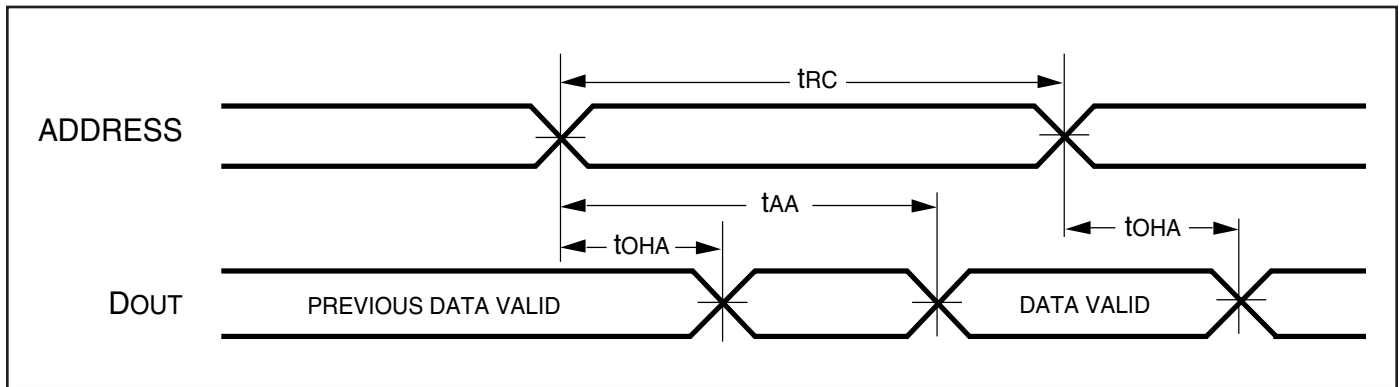 tRC
ADDRESS
tAA
tOHA
tOHA
DOUT
PREVIOUS DATA VALID
DATA VALID